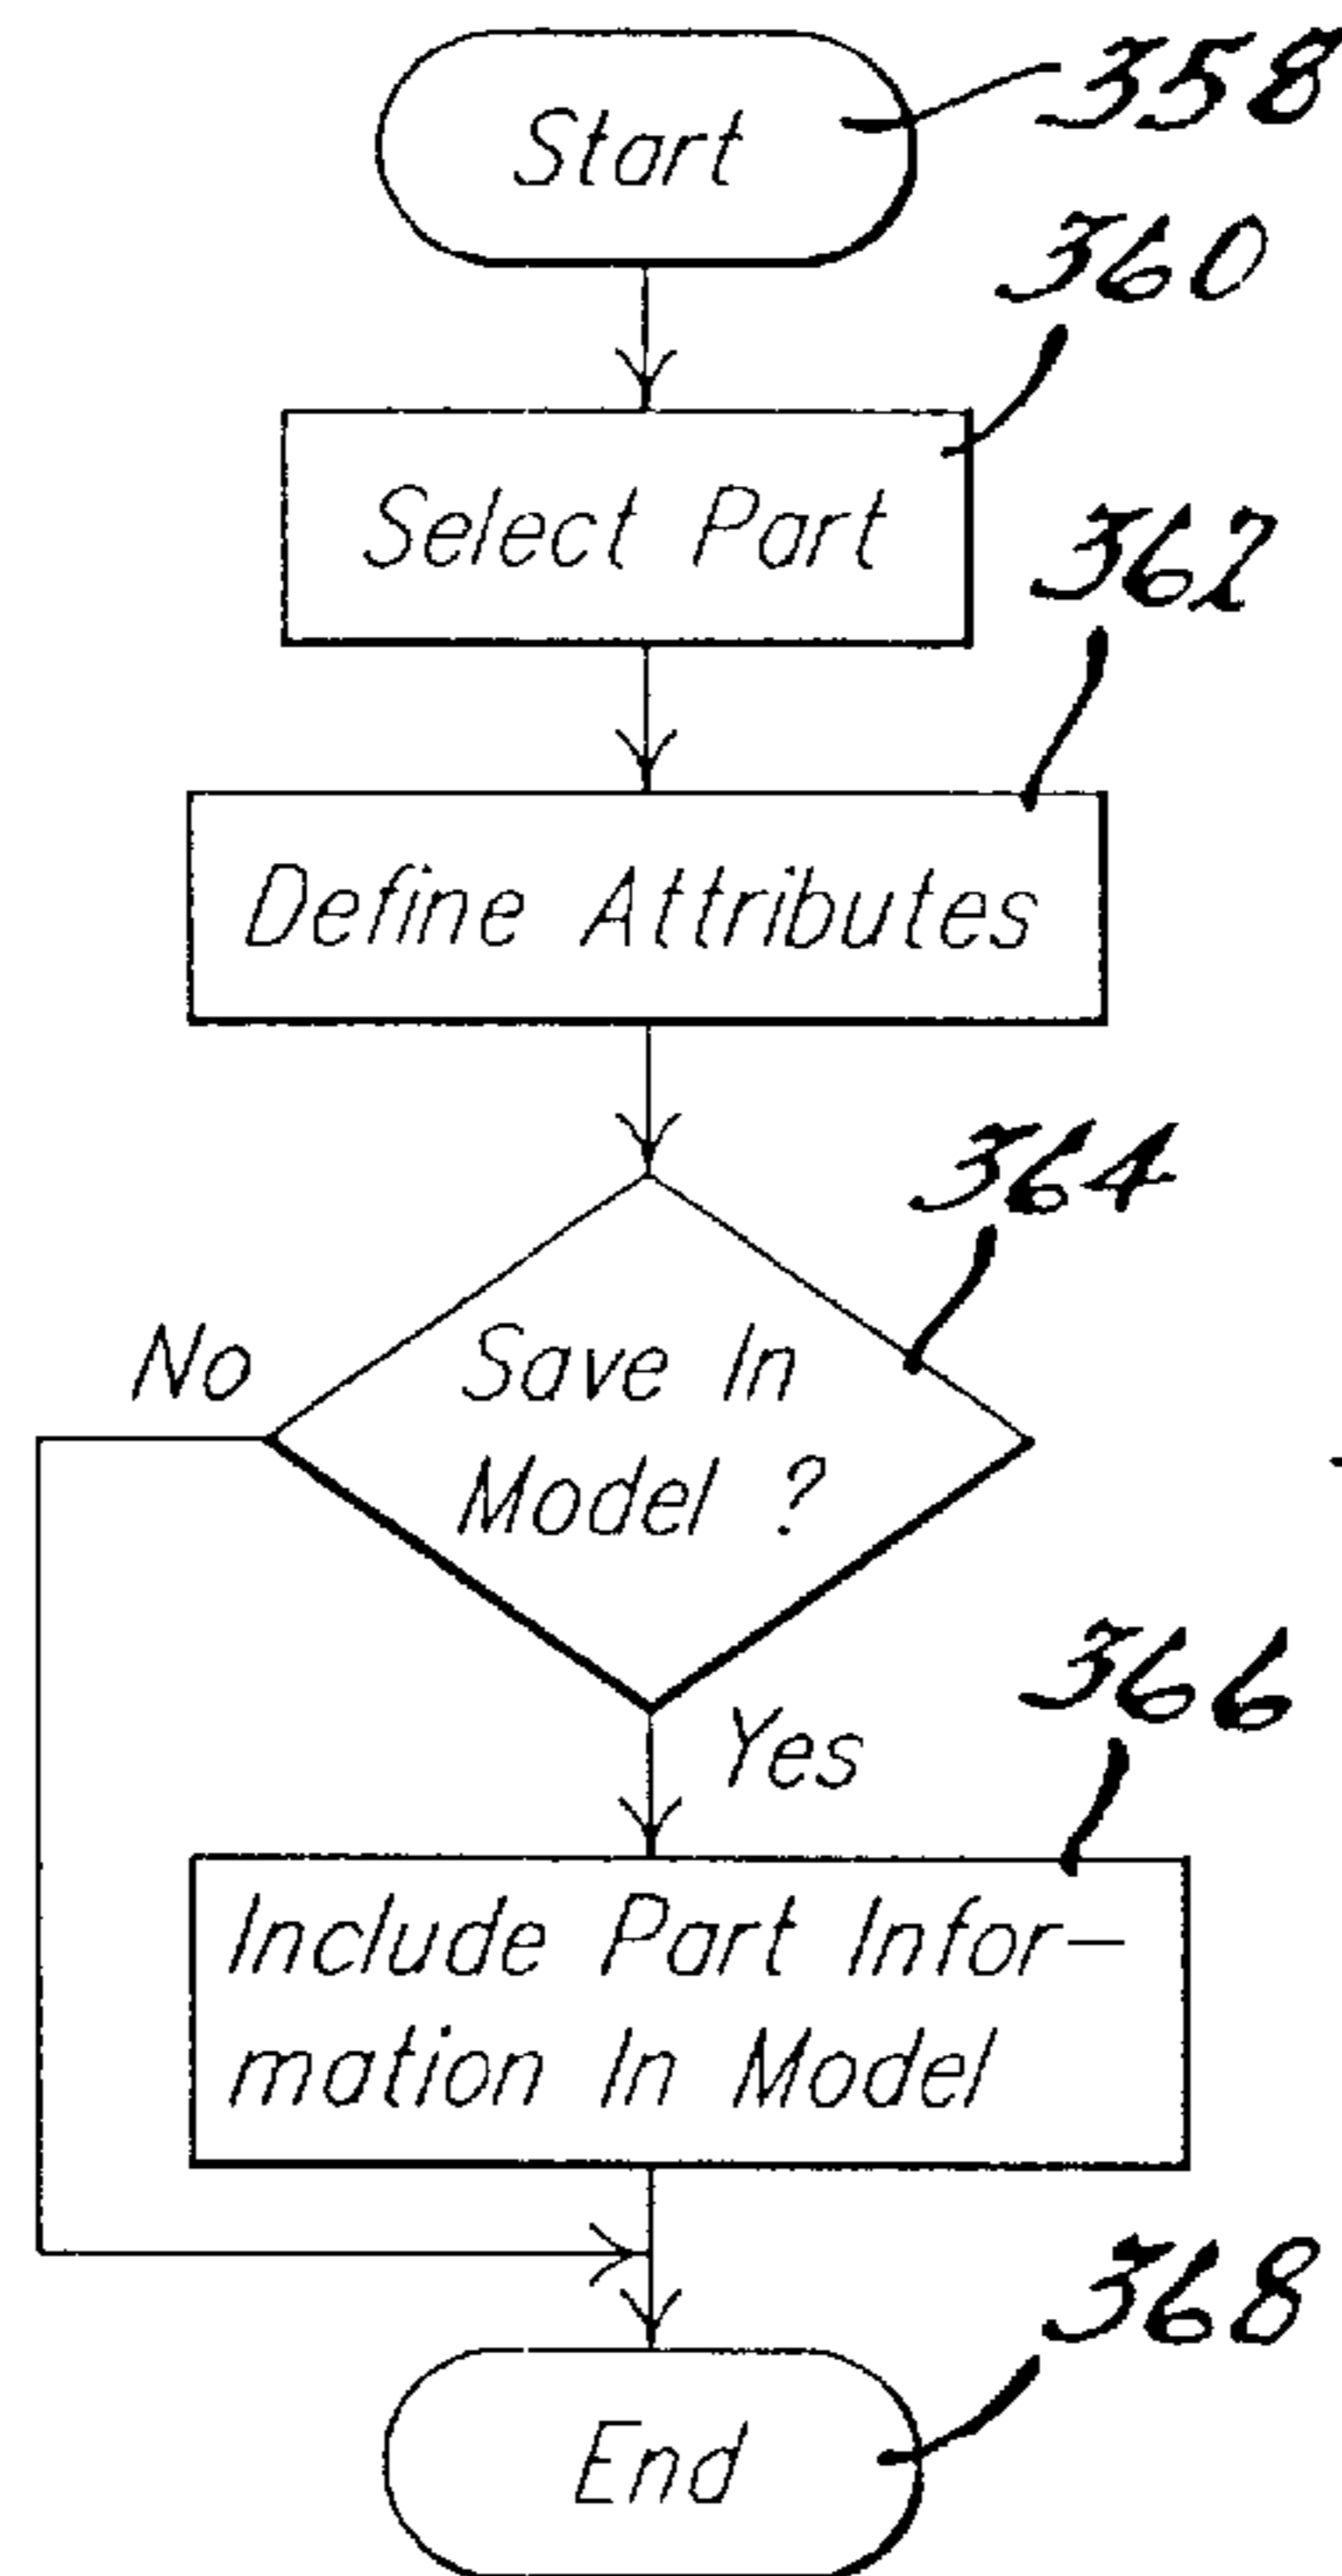 Start
358
360
Select Part
362
Define Attributes
364
No
Save In
Model ?
Yes
366
Include Part Infor-
mation In Model
368
End